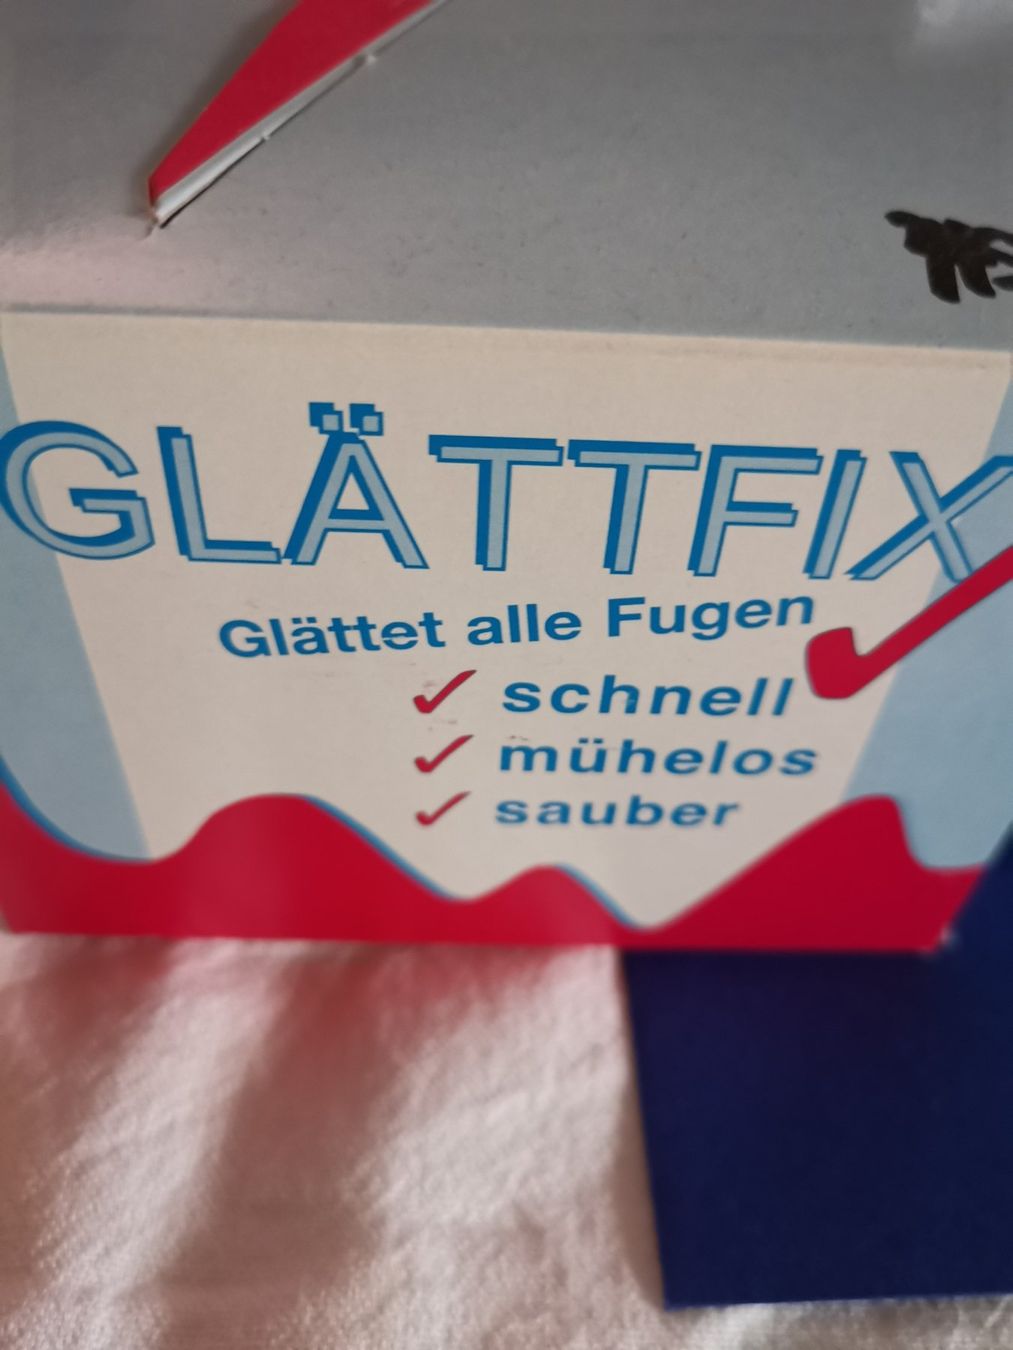 GLÄTTFIX
Glättet alle Fugen
schnell
mühelos
sauber